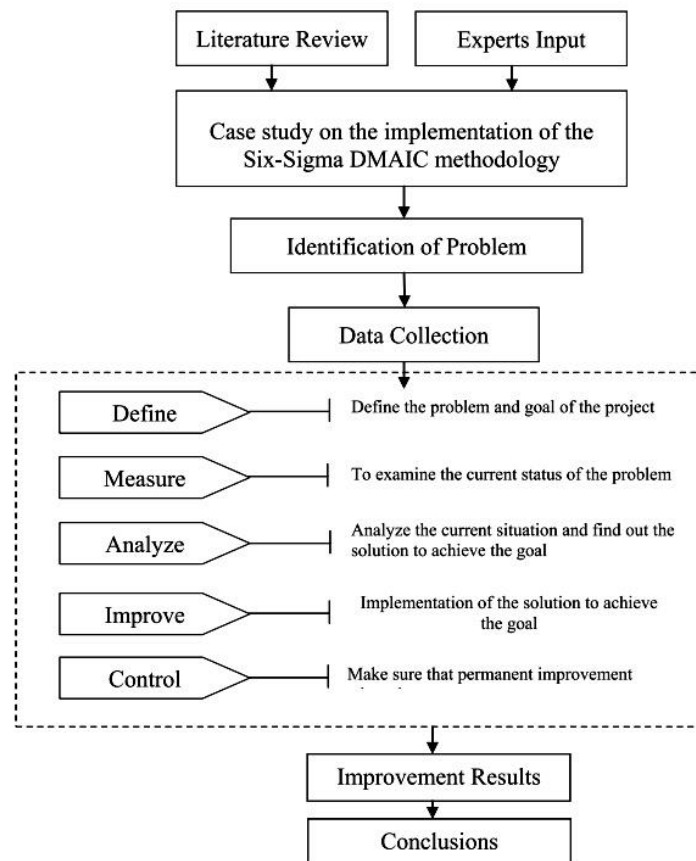 Literature Review
Experts Input
Case study on the implementation of the
Six-Sigma DMAIC methodology
Identification of Problem
Data Collection
Define
Define the problem and goal of the project
Measure
To examine the current status of the problem
Analyze
Analyze the current situation and find out the
solution to achieve the goal
Improve
Implementation of the solution to achieve
the goal
Control
Make sure that permanent improvement
Improvement Results
Conclusions